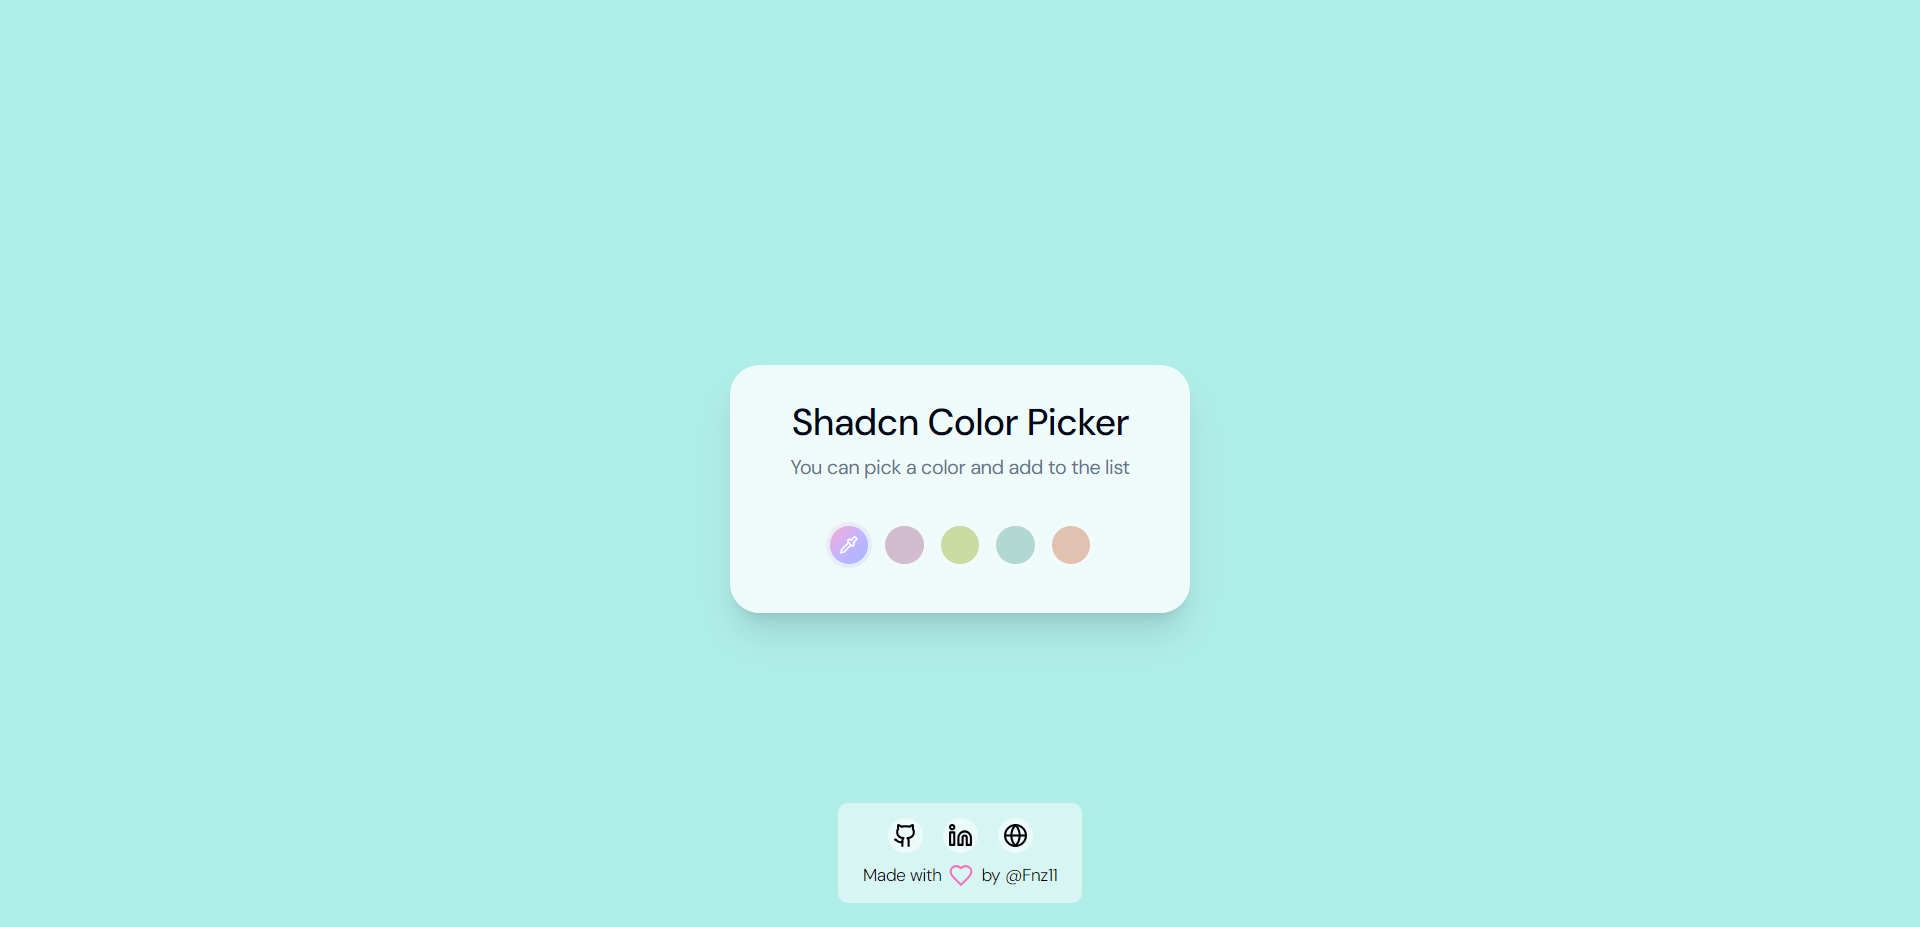 Shadcn Color Picker
You can pick a color and add to the list
Made with by @Fnz11